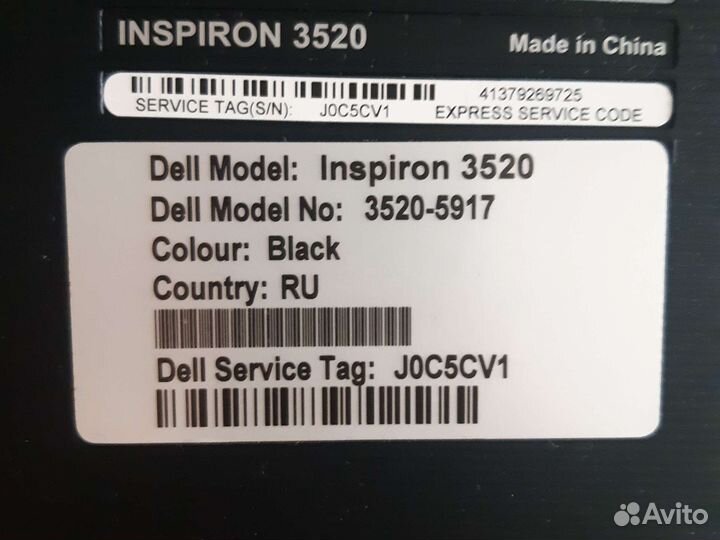 INSPIRON 3520
Made in China
41379269725
SERVICE TAG(S/N): J0C5CV1 EXPRESS SERVICE CODE
Dell Model: Inspiron 3520
Dell Model No: 3520-5917
Colour: Black
Country: RU
Dell Service Tag: J0C5CV1
Avito